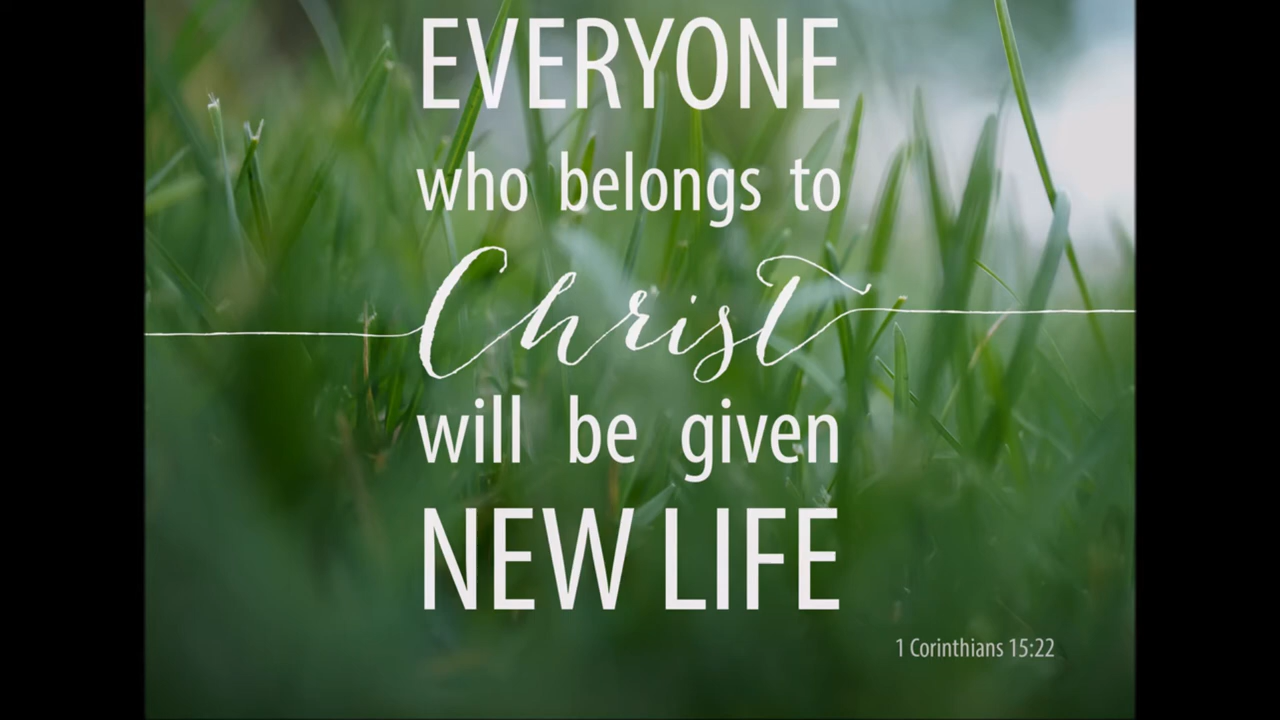 EVERYONE
who belongs to
Christ
will be given
NEW LIFE
1 Corinthians 15:22